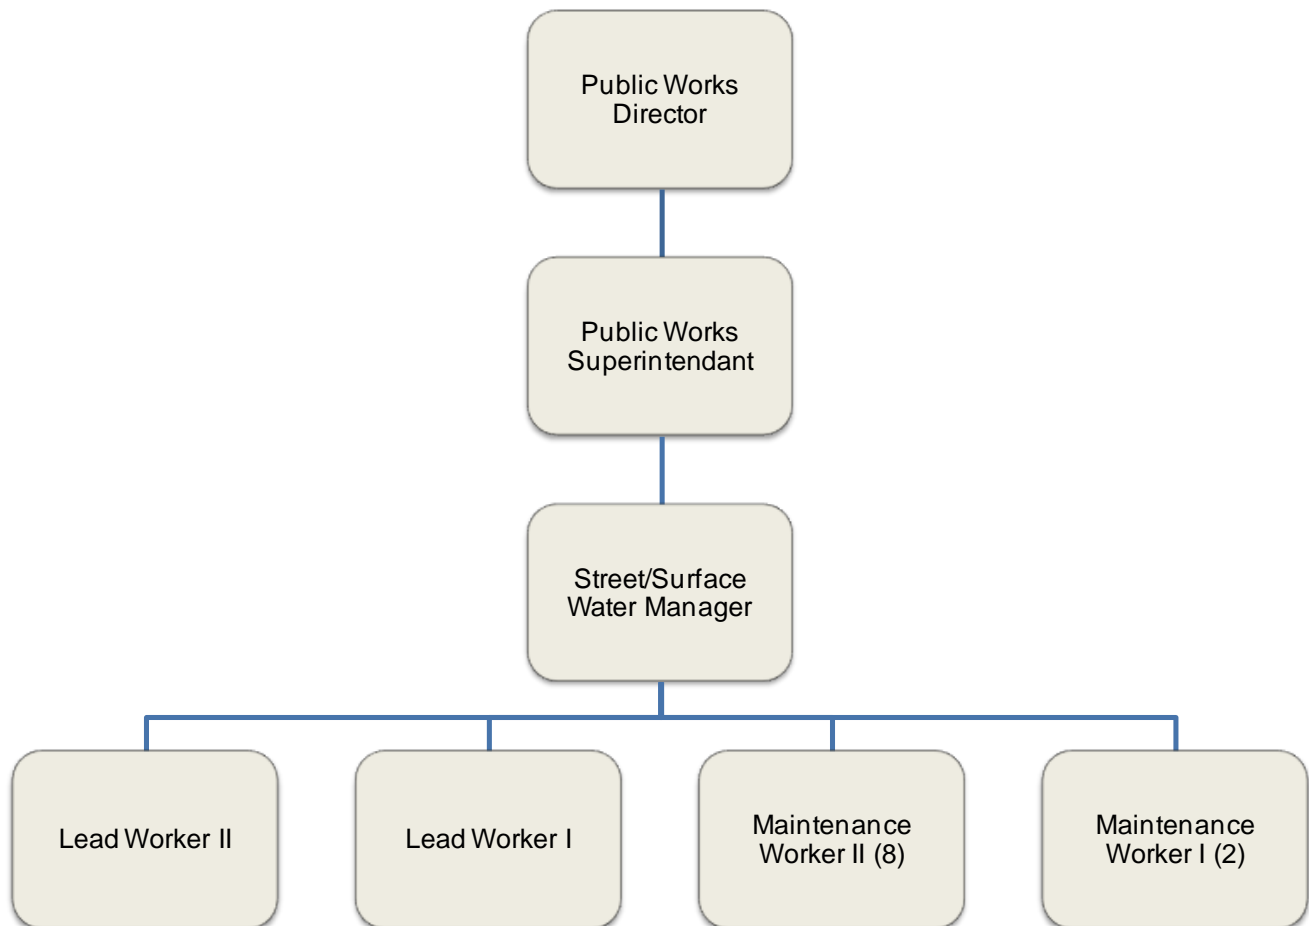 Public Works
Director
Public Works
Superintendant
Street/Surface
Water Manager
Lead Worker II
Lead Worker I
Maintenance
Worker II (8)
Maintenance
Worker I (2)